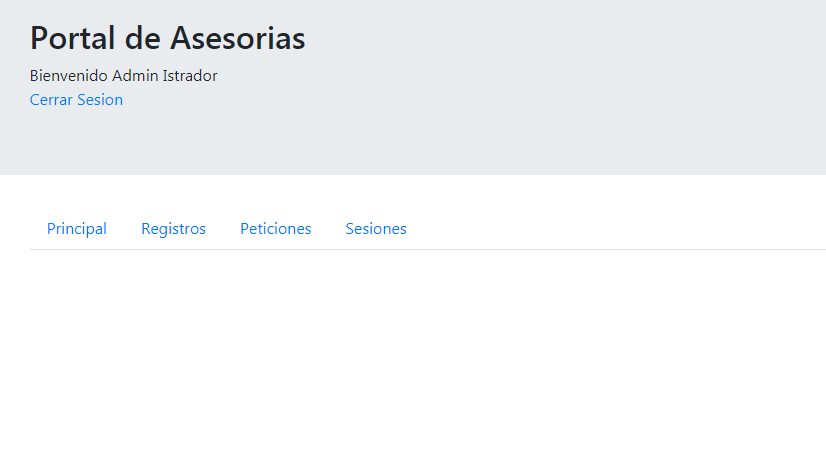 Portal de Asesorias
Bienvenido Admin Istrador
Cerrar Sesion
Principal Registros Peticiones Sesiones